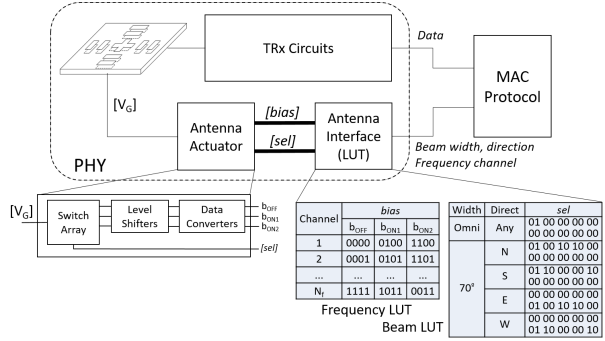 TRx Circuits
Data
MAC
Protocol
[V_G]
[bias]
[sel]
Antenna
Actuator
Antenna
Interface
(LUT)
Beam width, direction
Frequency channel
PHY
[V_G]
Switch
Array
Level
Shifters
Data
Converters
b_OFF
b_ON1
b_ON2
[sel]
Channel bias
b_OFF b_ON1 b_ON2
1 0000 0100 1100
2 0001 0101 1101
... ... ... ...
N_f 1111 1011 0011
Frequency LUT
Beam LUT
Width Direct sel
Omni Any 01 00 00 00 00
00 00 00 00 00
70° N 01 00 10 10 00
00 00 00 00 00
S 01 10 00 00 10
00 00 00 00 00
E 00 00 00 00 00
01 00 10 10 00
W 00 00 00 00 00
01 10 00 00 10